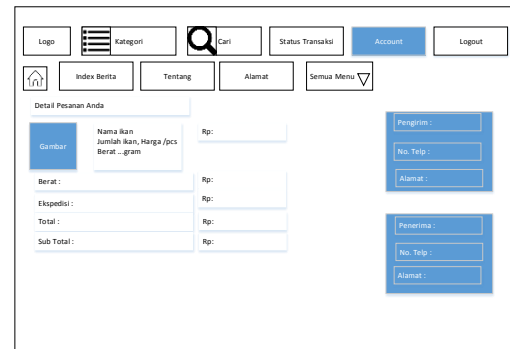 Logo
Kategori
Cari
Status Transaksi
Account
Logout
Index Berita
Tentang
Alamat
Semua Menu
Detail Pesanan Anda
Gambar
Nama ikan
Jumlah ikan, Harga /pcs
Berat ...gram
Rp:
Berat :
Rp:
Ekspedisi :
Rp:
Total :
Rp:
Sub Total :
Rp:
Pengirim :
No. Telp :
Alamat :
Penerima :
No. Telp :
Alamat :